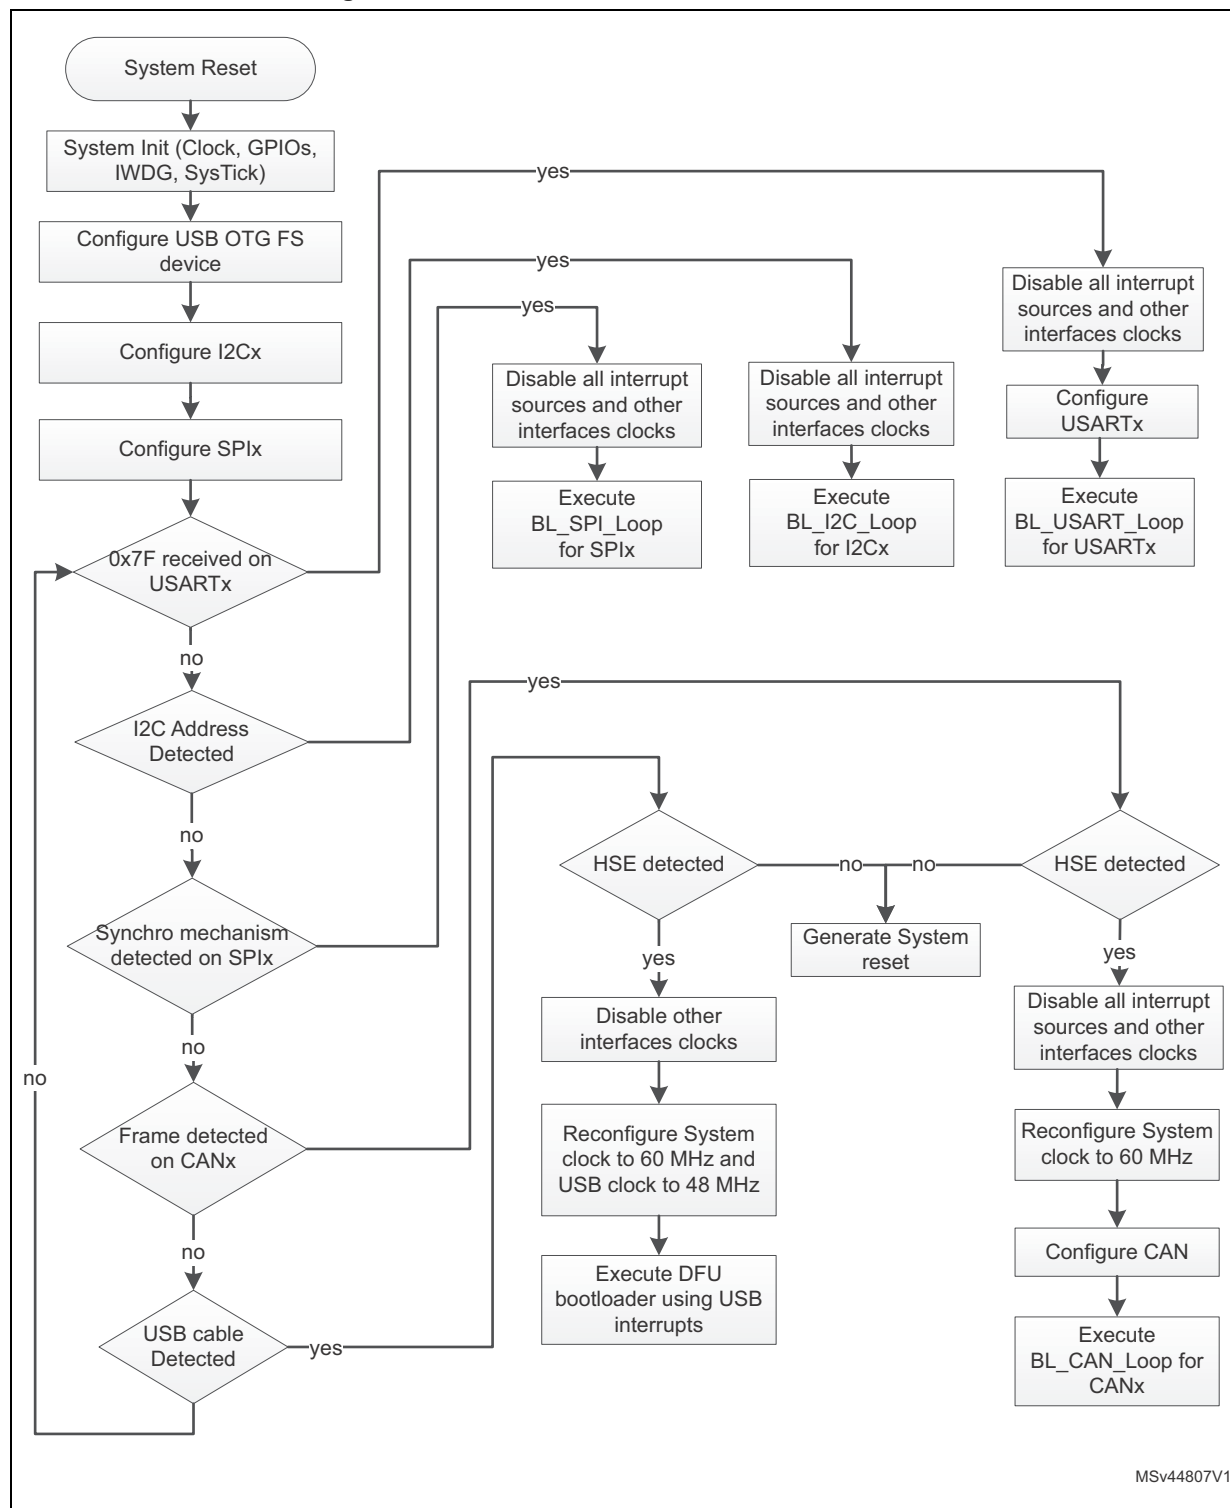 System Reset
System Init (Clock, GPIOs,
IWDG, SysTick)
Configure USB OTG FS
device
Configure I2Cx
Configure SPIx
0x7F received on
USARTx
no
I2C Address
Detected
no
Synchro mechanism
detected on SPIx
no
Frame detected
on CANx
no
USB cable
Detected
yes
no
yes
yes
yes
Disable all interrupt
sources and other
interfaces clocks
Execute
BL_SPI_Loop
for SPIx
Disable all interrupt
sources and other
interfaces clocks
Execute
BL_I2C_Loop
for I2Cx
Disable all interrupt
sources and other
interfaces clocks
Configure
USARTx
Execute
BL_USART_Loop
for USARTx
yes
HSE detected
no
no
HSE detected
Generate System
reset
yes
Disable other
interfaces clocks
Reconfigure System
clock to 60 MHz and
USB clock to 48 MHz
Execute DFU
bootloader using USB
interrupts
yes
Disable all interrupt
sources and other
interfaces clocks
Reconfigure System
clock to 60 MHz
Configure CAN
Execute
BL_CAN_Loop for
CANx
MSv44807V1